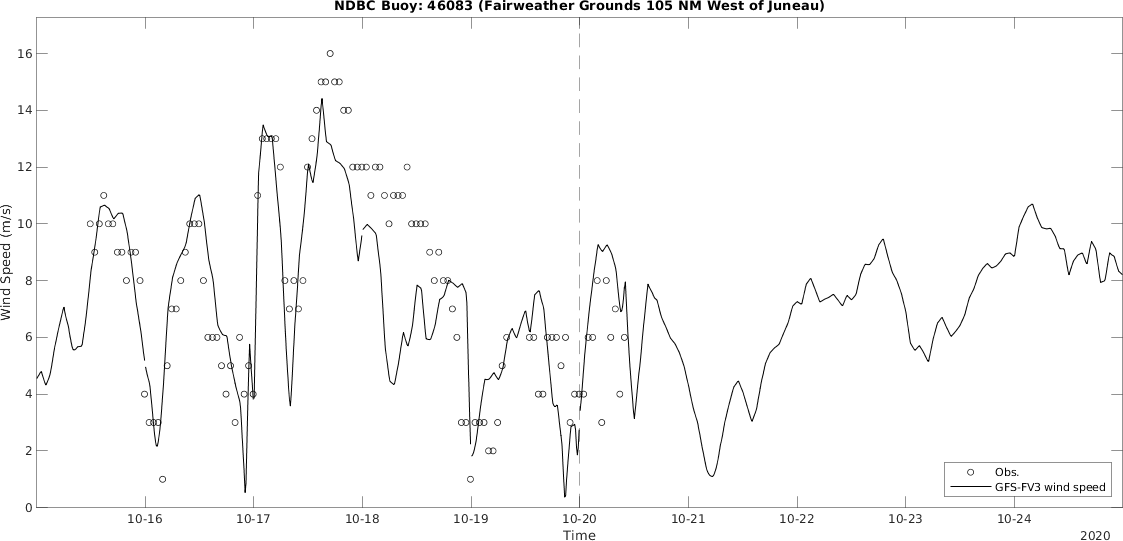 NDBC Buoy: 46083 (Fairweather Grounds 105 NM West of Juneau)
Wind Speed (m/s)
16
14
12
10
8
6
4
2
0
10-16 10-17 10-18 10-19 10-20 10-21 10-22 10-23 10-24
Time
2020
Obs.
GFS-FV3 wind speed